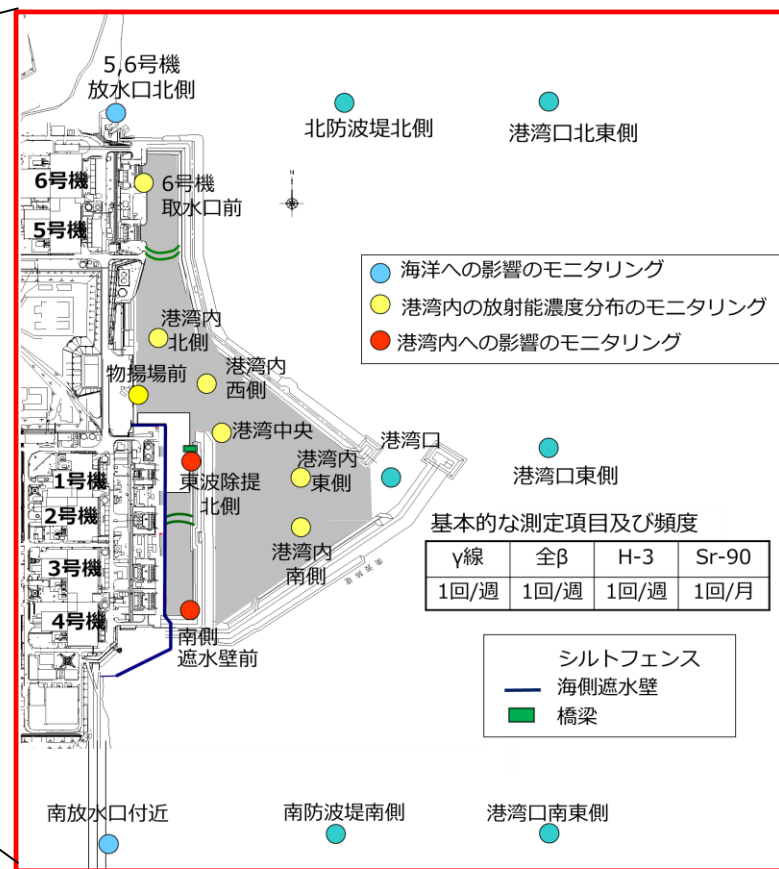 5,6号機
放水口北側
北防波堤北側
港湾口北東側
6号機
6号機
取水口前
5号機
N
海洋への影響のモニタリング
港湾内の放射能濃度分布のモニタリング
港湾内への影響のモニタリング
港湾内
北側
港湾内
西側
物揚場前
港湾中央
港湾口
港湾口東側
1号機
東波除提
北側
港湾内
東側
2号機
港湾内
南側
3号機
4号機
南側
遮水壁前
基本的な測定項目及び頻度
γ線 全β H-3 Sr-90
1回/週 1回/週 1回/週 1回/月
シルトフェンス
海側遮水壁
橋梁
南放水口付近
南防波堤南側
港湾口南東側